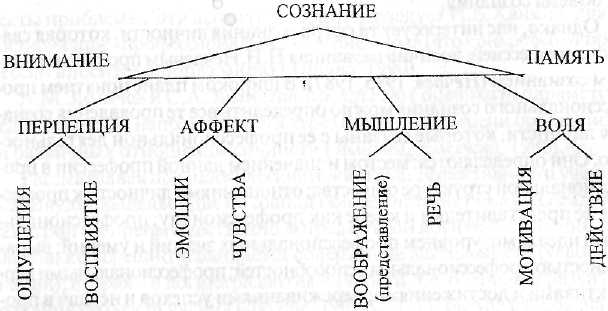 СОЗНАНИЕ
ВНИМАНИЕ
ПАМЯТЬ
ПЕРЦЕПЦИЯ
АФФЕКТ
МЫШЛЕНИЕ
ВОЛЯ
ОЩУЩЕНИЯ
ВОСПРИЯТИЕ
ЭМОЦИИ
ЧУВСТВА
ВООБРАЖЕНИЕ
(представление)
РЕЧЬ
МОТИВАЦИЯ
ДЕЙСТВИЕ